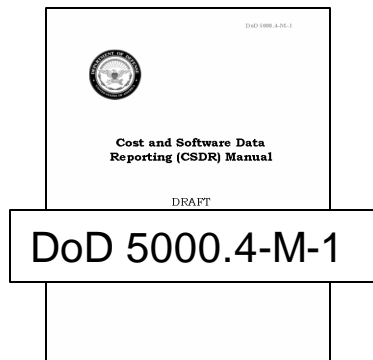 DoD 5000.4-M-1
Cost and Software Data
Reporting (CSDR) Manual
DRAFT
DoD 5000.4-M-1